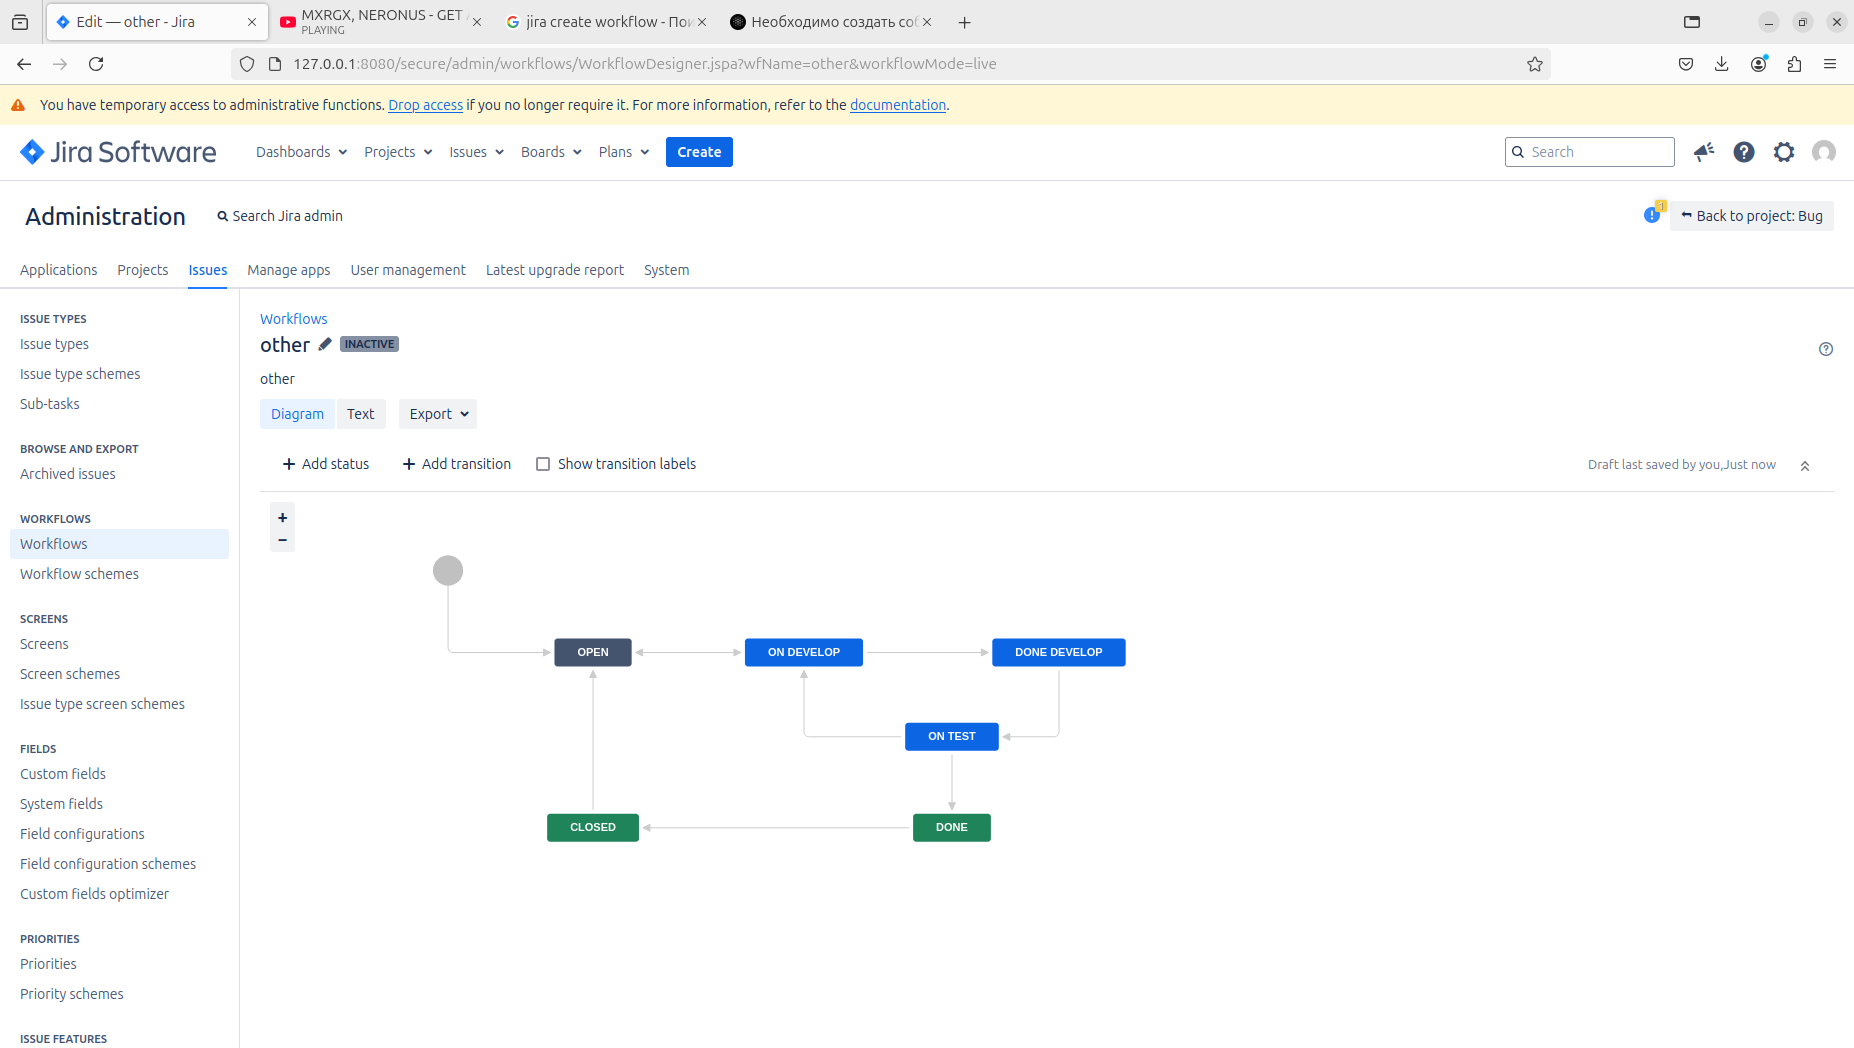 Edit — other - Jira
MXRGX, NERONUS - GET
PLAYING
jira create workflow - Пои
Необходимо создать соб
127.0.0.1:8080/secure/admin/workflows/WorkflowDesigner.jspa?wfName=other&workflowMode=live
You have temporary access to administrative functions. Drop access if you no longer require it. For more information, refer to the documentation.
Jira Software
Dashboards
Projects
Issues
Boards
Plans
Create
Search
Administration
Search Jira admin
1
Back to project: Bug
Applications
Projects
Issues
Manage apps
User management
Latest upgrade report
System
ISSUE TYPES
Issue types
Issue type schemes
Sub-tasks
BROWSE AND EXPORT
Archived issues
WORKFLOWS
Workflows
Workflow schemes
SCREENS
Screens
Screen schemes
Issue type screen schemes
FIELDS
Custom fields
System fields
Field configurations
Field configuration schemes
Custom fields optimizer
PRIORITIES
Priorities
Priority schemes
ISSUE FEATURES
Workflows
other
INACTIVE
other
Diagram
Text
Export
+ Add status
+ Add transition
Show transition labels
Draft last saved by you,Just now
+
−
OPEN
ON DEVELOP
DONE DEVELOP
ON TEST
CLOSED
DONE